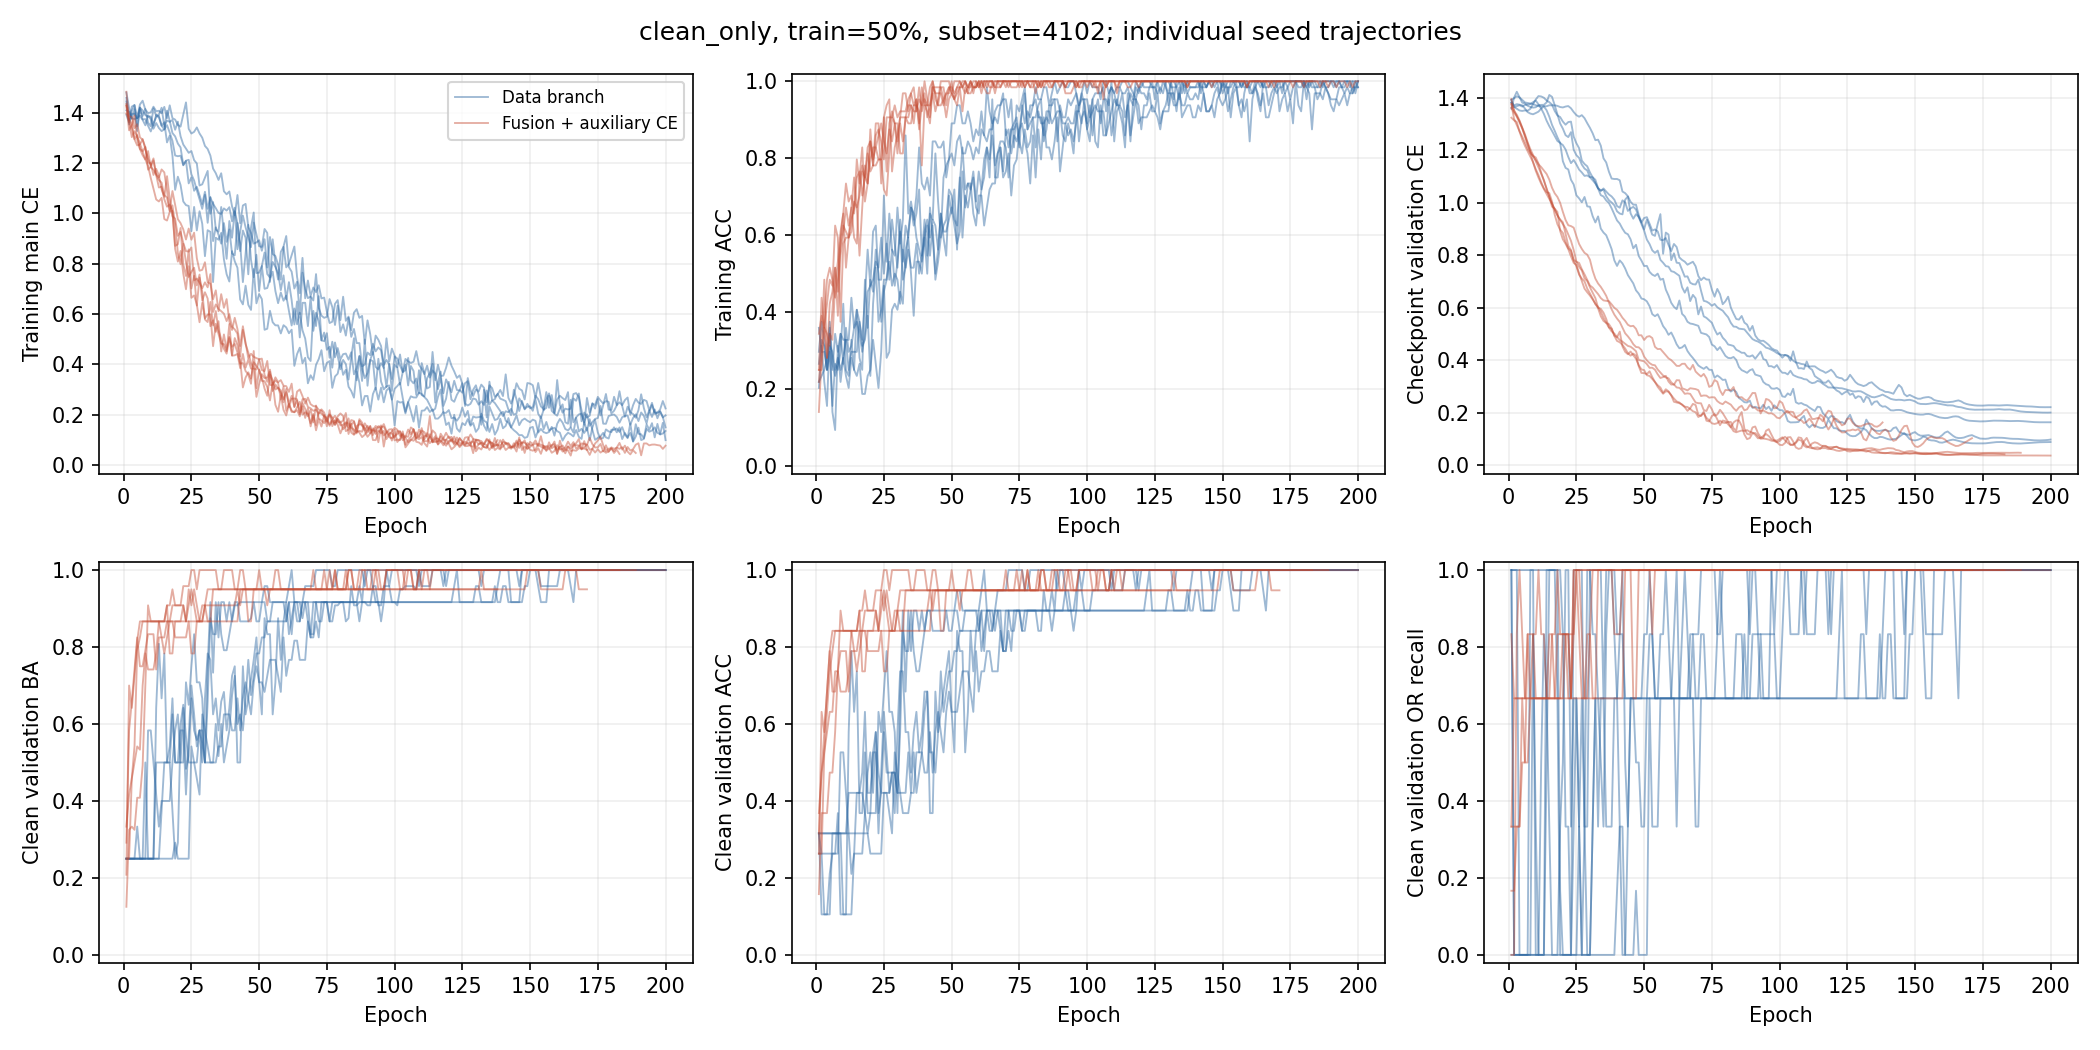 clean_only, train=50%, subset=4102; individual seed trajectories
Training main CE
1.4
1.2
1.0
0.8
0.6
0.4
0.2
0.0
Data branch
Fusion + auxiliary CE
0 25 50 75 100 125 150 175 200
Epoch
Training ACC
1.0
0.8
0.6
0.4
0.2
0.0
0 25 50 75 100 125 150 175 200
Epoch
Checkpoint validation CE
1.4
1.2
1.0
0.8
0.6
0.4
0.2
0.0
0 25 50 75 100 125 150 175 200
Epoch
Clean validation BA
1.0
0.8
0.6
0.4
0.2
0.0
0 25 50 75 100 125 150 175 200
Epoch
Clean validation ACC
1.0
0.8
0.6
0.4
0.2
0.0
0 25 50 75 100 125 150 175 200
Epoch
Clean validation OR recall
1.0
0.8
0.6
0.4
0.2
0.0
0 25 50 75 100 125 150 175 200
Epoch